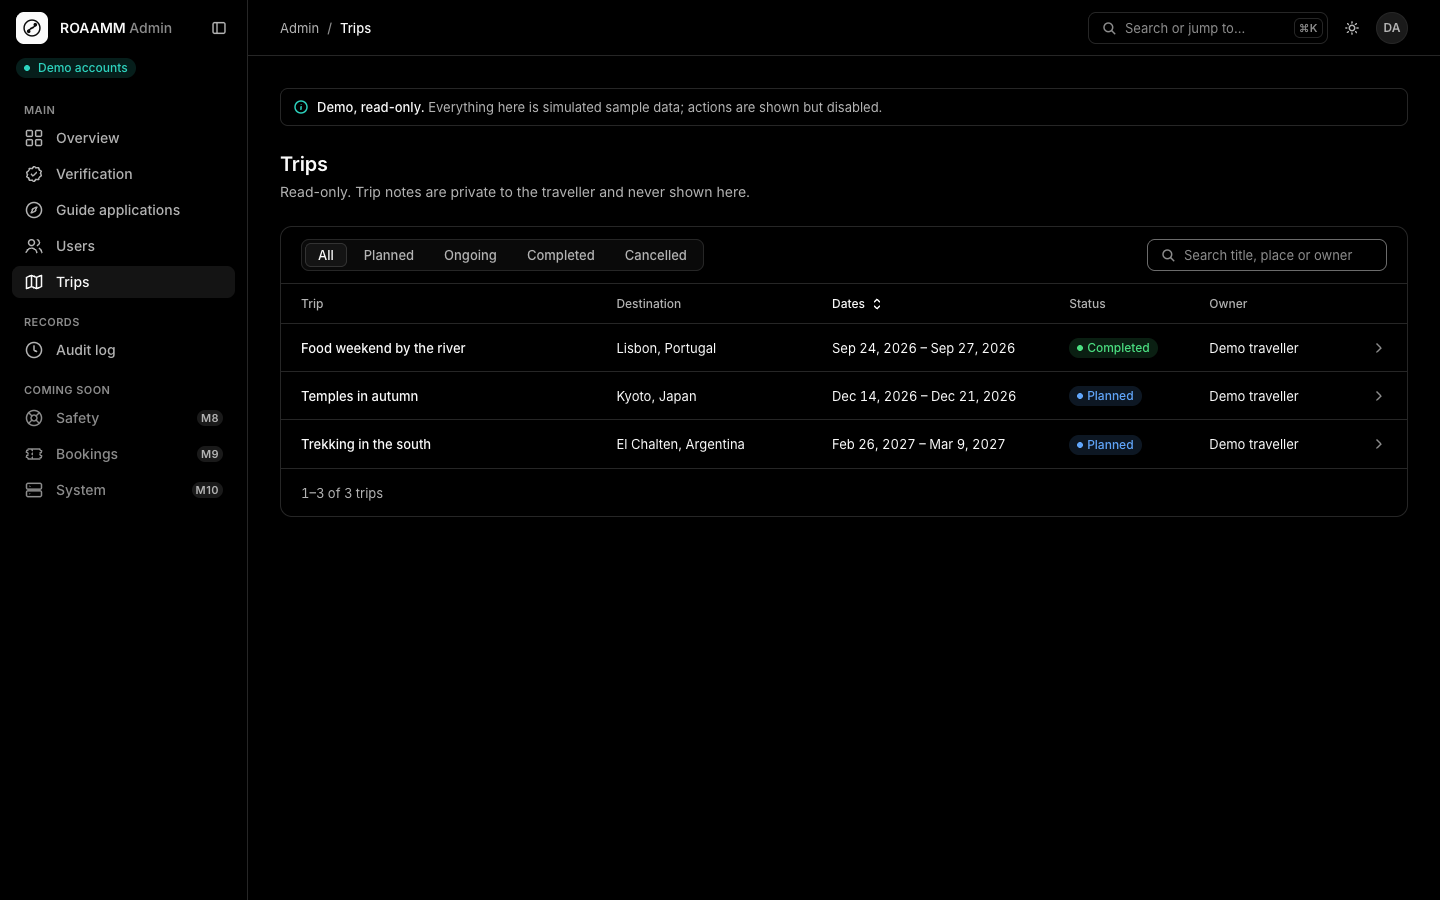 ROAAMM Admin
Demo accounts
MAIN
Overview
Verification
Guide applications
Users
Trips
RECORDS
Audit log
COMING SOON
Safety M8
Bookings M9
System M10
Admin / Trips
Search or jump to... ⌘K
DA
Demo, read-only. Everything here is simulated sample data; actions are shown but disabled.
Trips
Read-only. Trip notes are private to the traveller and never shown here.
All Planned Ongoing Completed Cancelled
Search title, place or owner
Trip Destination Dates Status Owner
Food weekend by the river Lisbon, Portugal Sep 24, 2026 – Sep 27, 2026 Completed Demo traveller
Temples in autumn Kyoto, Japan Dec 14, 2026 – Dec 21, 2026 Planned Demo traveller
Trekking in the south El Chalten, Argentina Feb 26, 2027 – Mar 9, 2027 Planned Demo traveller
1–3 of 3 trips